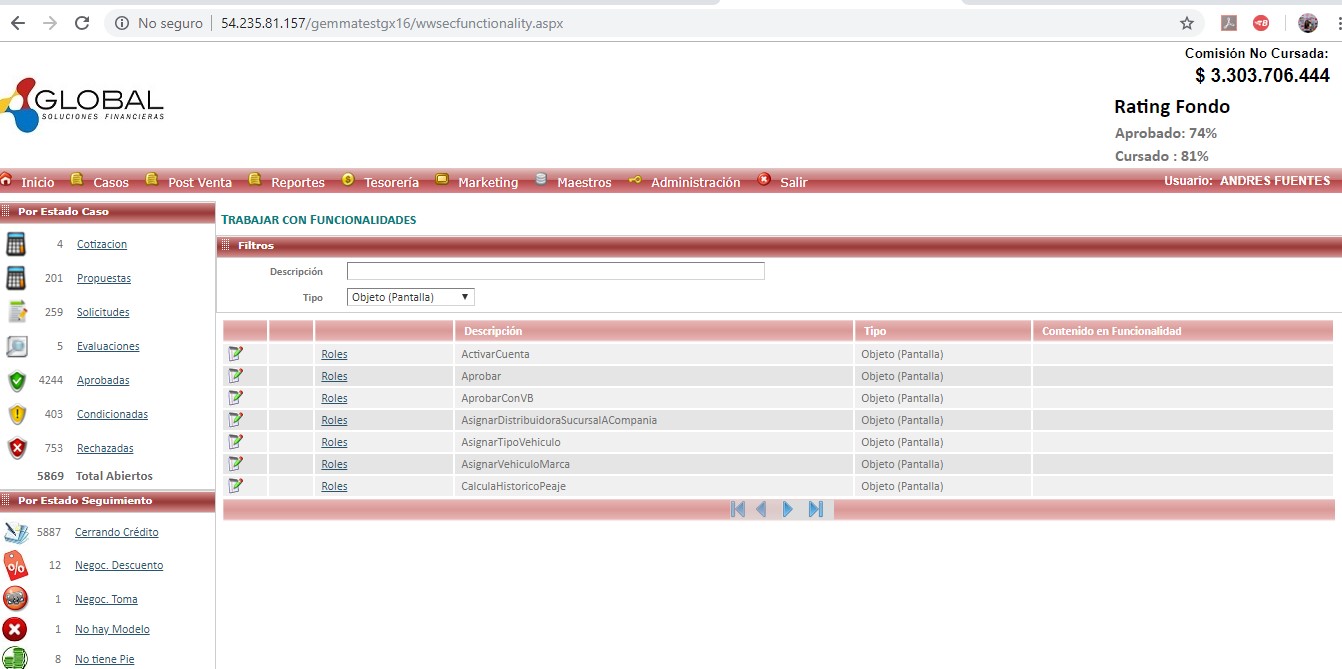 No seguro | 54.235.81.157/gemmatestgx16/wwsecfunctionality.aspx
Comisión No Cursada:
$ 3.303.706.444
GLOBAL
SOLUCIONES FINANCIERAS
Rating Fondo
Aprobado: 74%
Cursado : 81%
Inicio Casos Post Venta Reportes Tesorería Marketing Maestros Administración Salir Usuario: ANDRES FUENTES
Por Estado Caso
4 Cotizacion
201 Propuestas
259 Solicitudes
5 Evaluaciones
4244 Aprobadas
403 Condicionadas
753 Rechazadas
5869 Total Abiertos
Por Estado Seguimiento
5887 Cerrando Crédito
% 12 Negoc. Descuento
1 Negoc. Toma
1 No hay Modelo
8 No tiene Pie
TRABAJAR CON FUNCIONALIDADES
Filtros
Descripción
Tipo Objeto (Pantalla)
Descripción Tipo Contenido en Funcionalidad
Roles ActivarCuenta Objeto (Pantalla)
Roles Aprobar Objeto (Pantalla)
Roles AprobarConVB Objeto (Pantalla)
Roles AsignarDistribuidoraSucursalACompania Objeto (Pantalla)
Roles AsignarTipoVehiculo Objeto (Pantalla)
Roles AsignarVehiculoMarca Objeto (Pantalla)
Roles CalculaHistoricoPeaje Objeto (Pantalla)